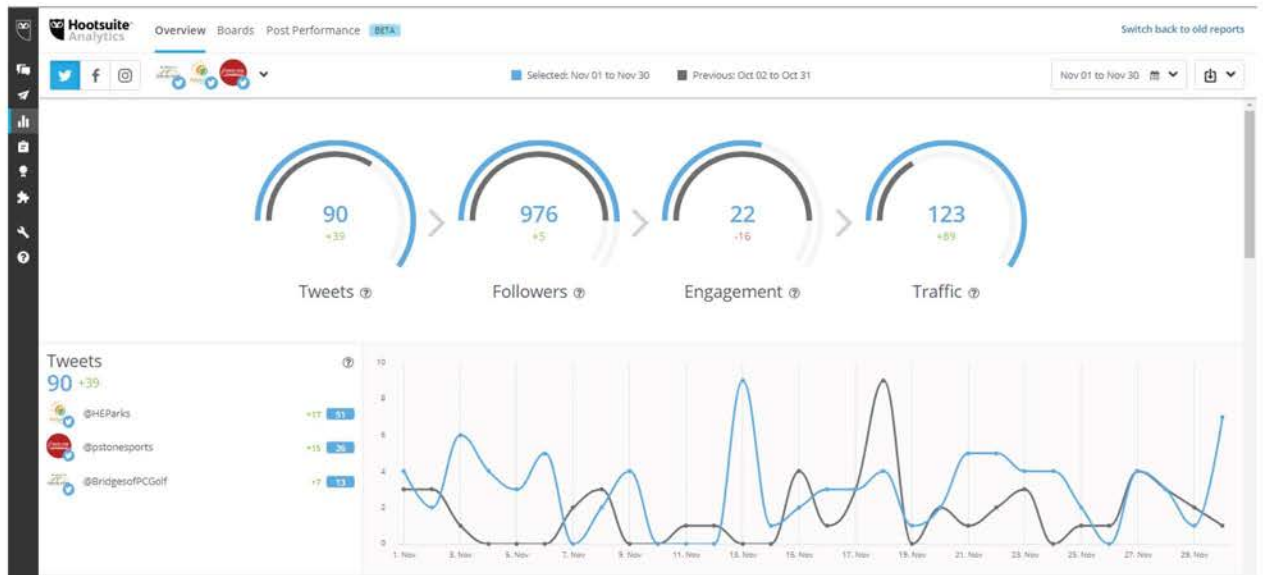 Hootsuite
Analytics
Overview Boards Post Performance BETA
Switch back to old reports
Selected: Nov 01 to Nov 30
Previous: Oct 02 to Oct 31
Nov 01 to Nov 30
90
+39
Tweets
976
+5
Followers
22
-16
Engagement
123
+89
Traffic
Tweets
90 +39
@HEParks +17 51
@pstonesports +15 26
@BridgesofPCGolf +7 13
10
8
6
4
2
0
1. Nov 3. Nov 5. Nov 7. Nov 9. Nov 11. Nov 13. Nov 15. Nov 17. Nov 19. Nov 21. Nov 23. Nov 25. Nov 27. Nov 29. Nov